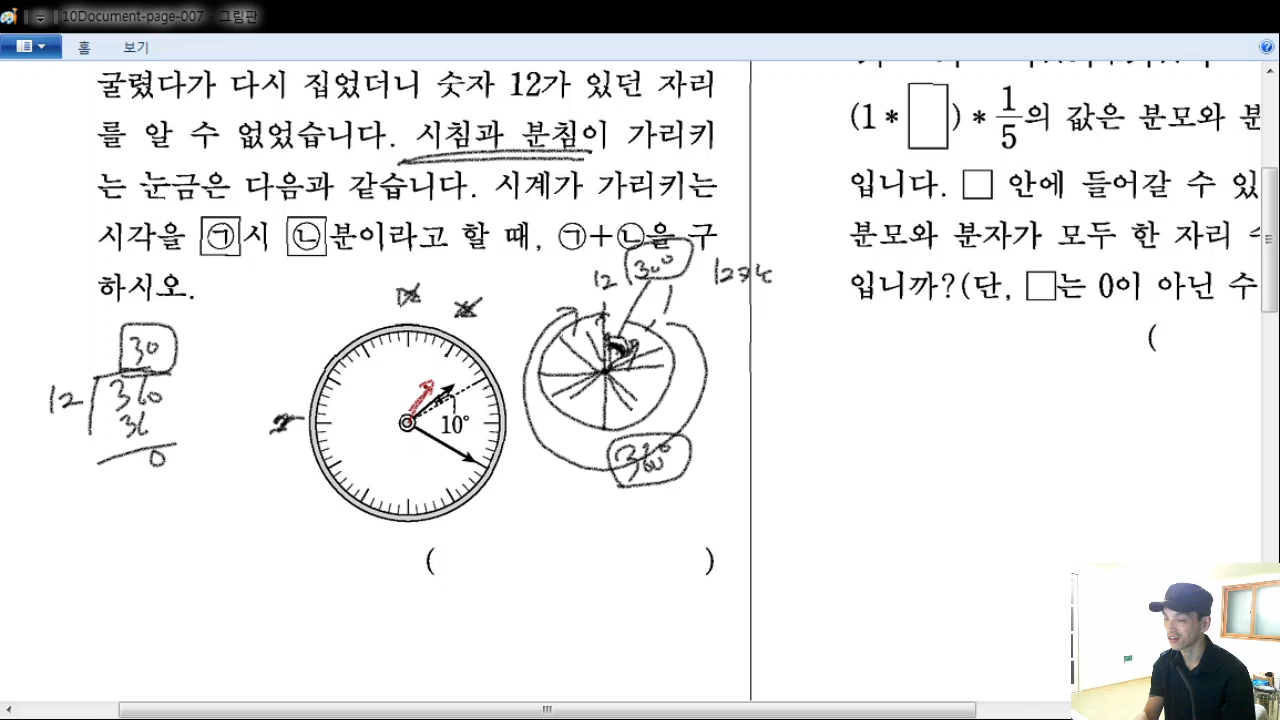 10Document-page-007 - 그림판
홈 보기
굴렸다가 다시 집었더니 숫자 12가 있던 자리
를 알 수 없었습니다. 시침과 분침이 가리키
는 눈금은 다음과 같습니다. 시계가 가리키는
시각을 ㉠시 ㉡분이라고 할 때, ㉠+㉡을 구
하시오.
12 360 1234
30
12 360
36
0
10°
360°
( )
(1*□)*1/5의 값은 분모와 분
입니다. □ 안에 들어갈 수 있
분모와 분자가 모두 한 자리 수
입니까?(단, □는 0이 아닌 수
(